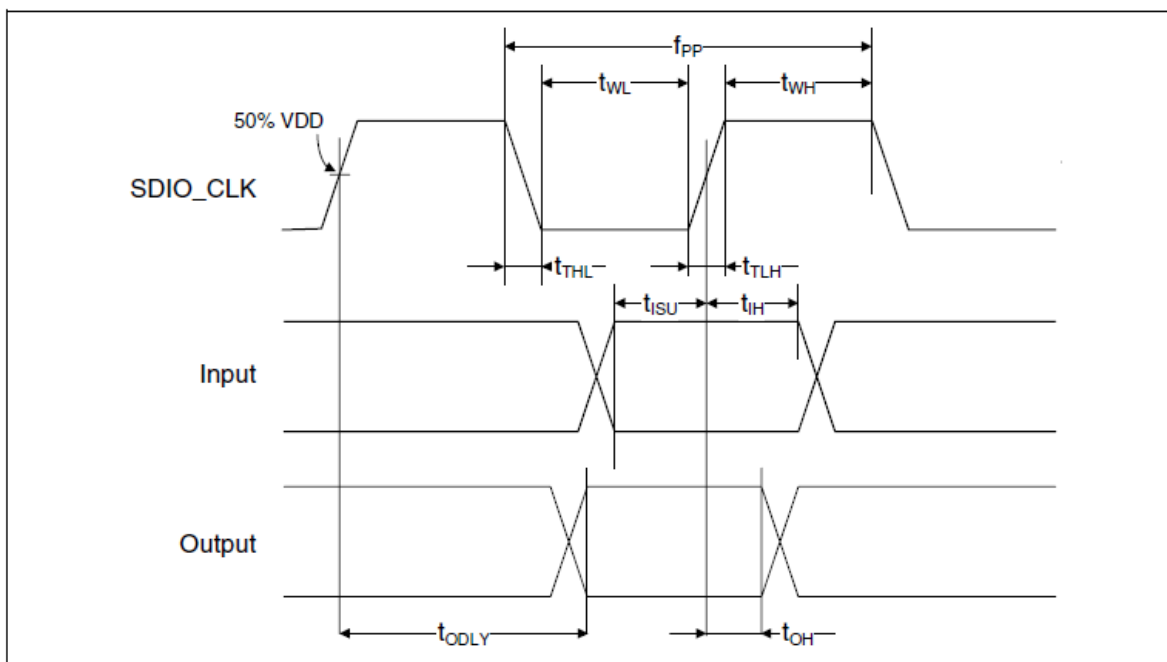 fPP
tWL
tWH
50% VDD
SDIO_CLK
tTHL
tTLH
tISU
tIH
Input
Output
tODLY
tOH